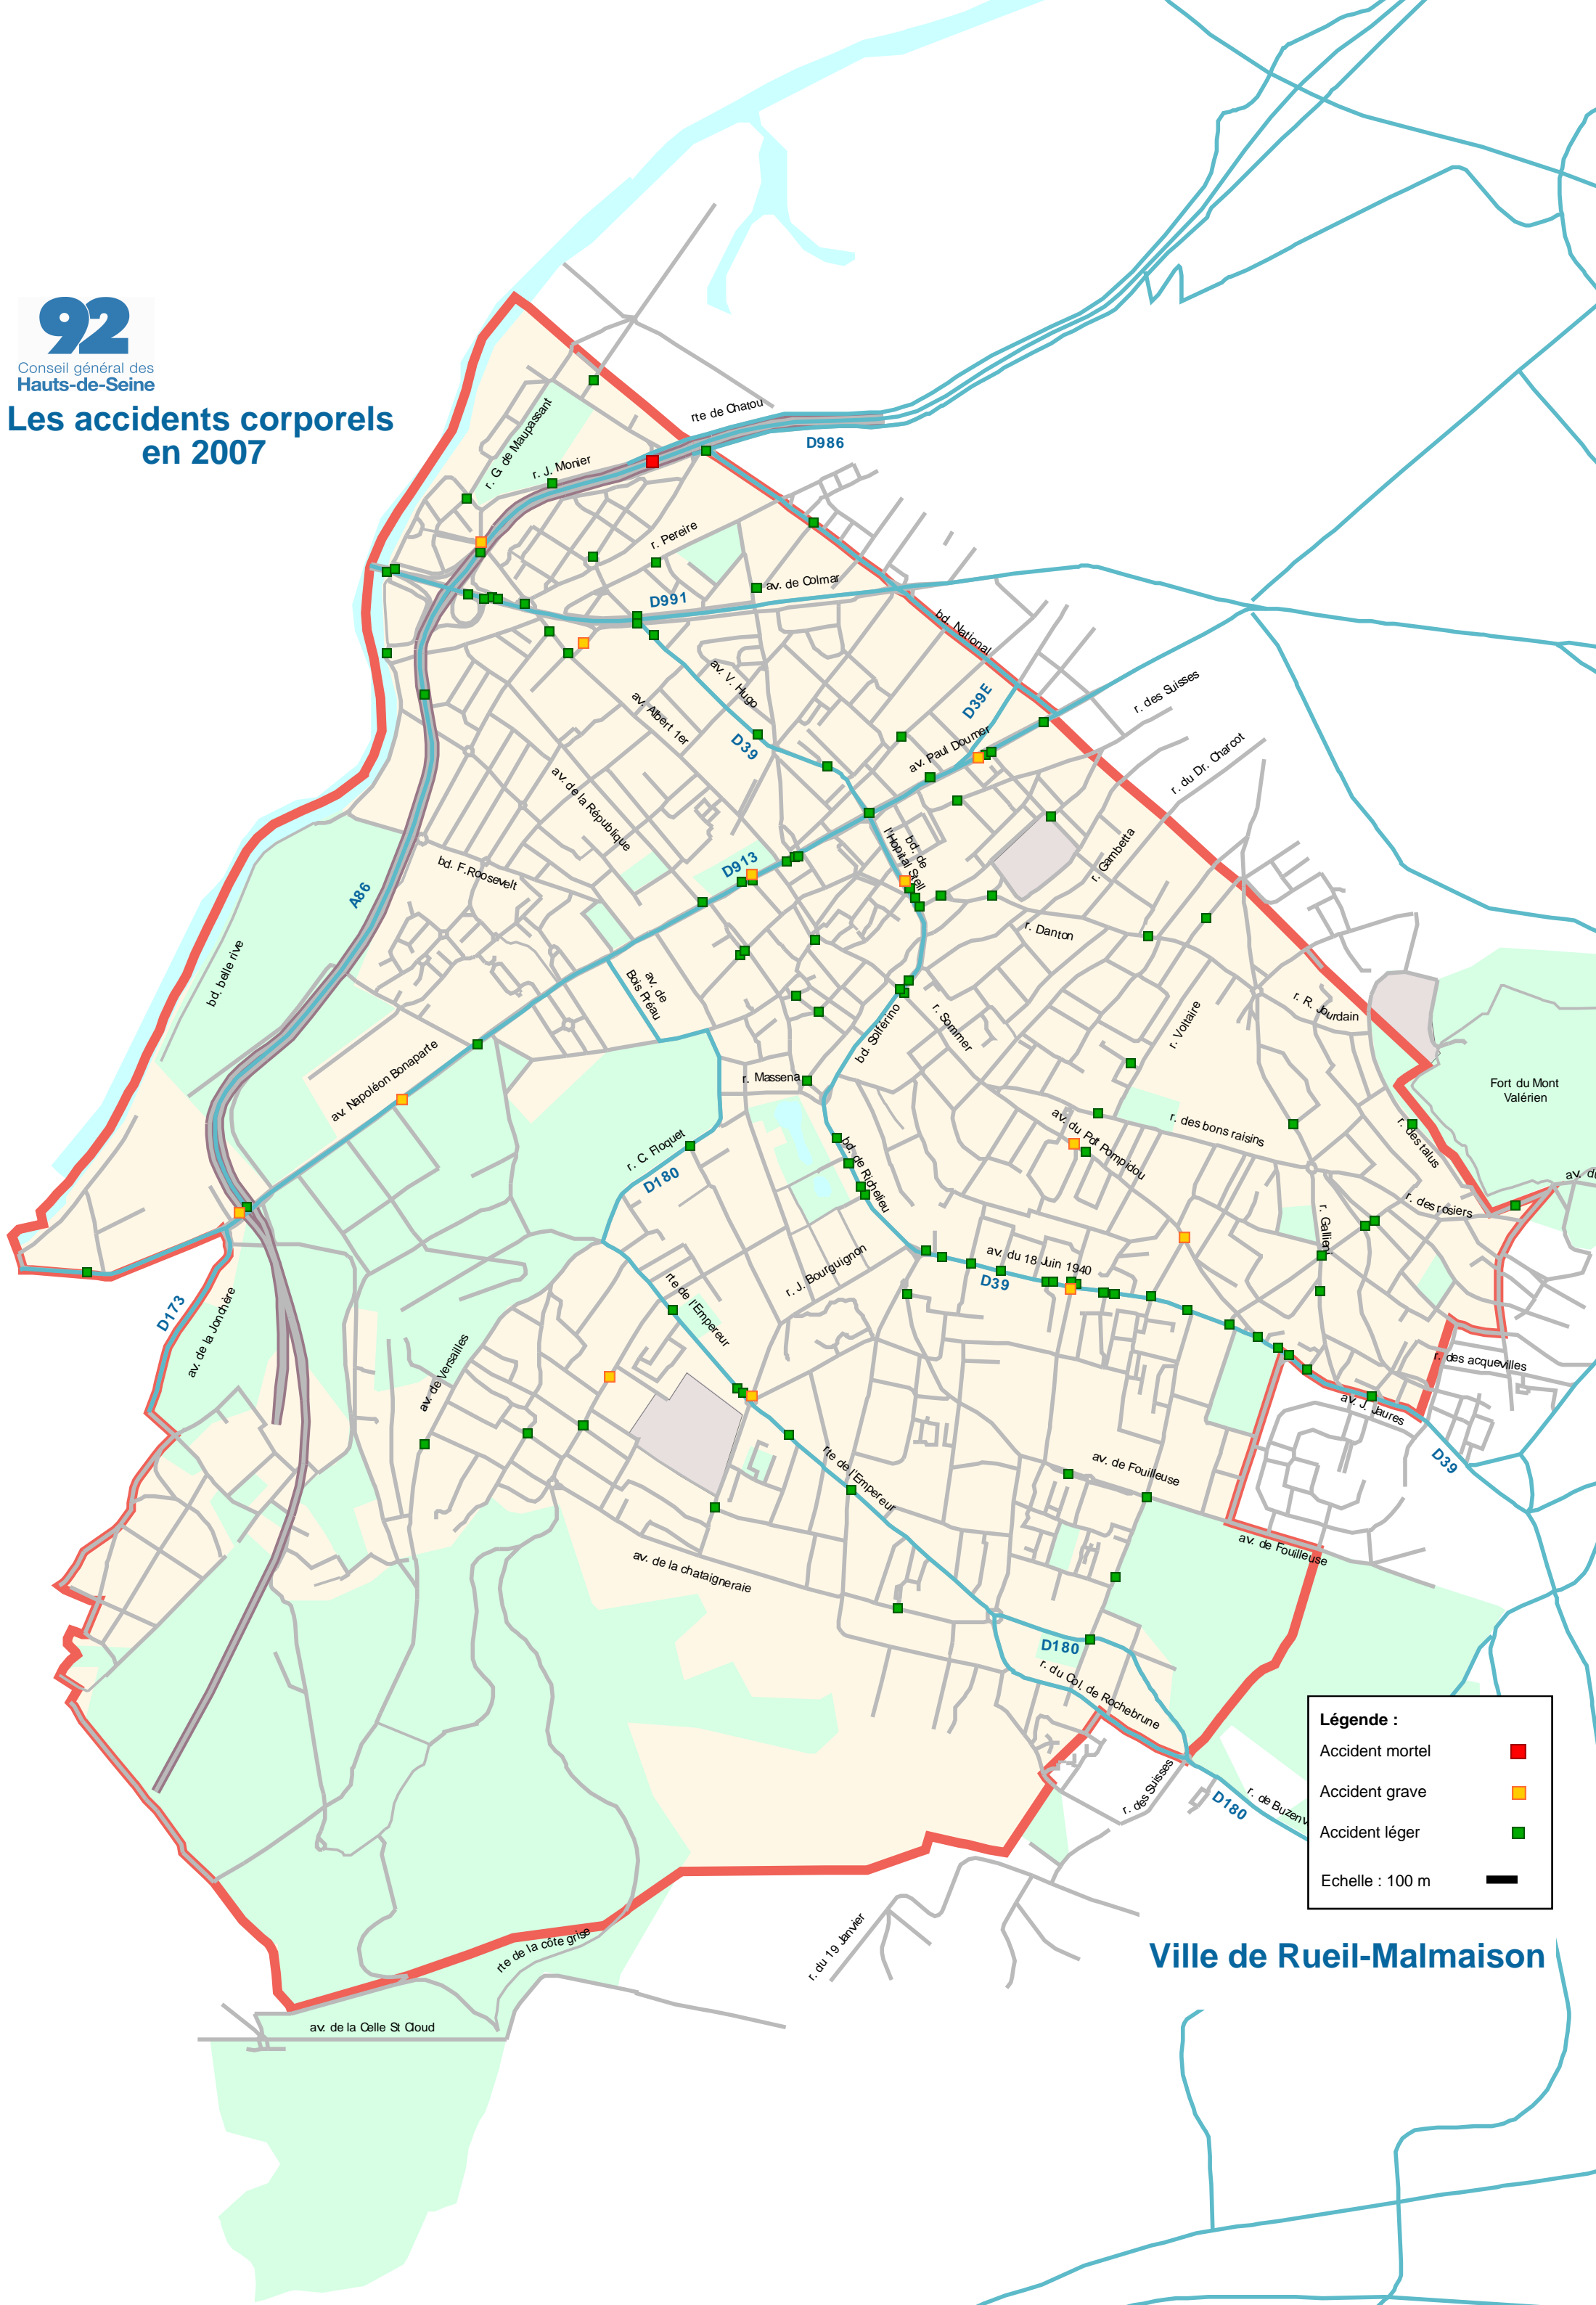 92
Conseil général des
Hauts-de-Seine
Les accidents corporels
en 2007
rte de Chatou
D986
r. G. de Maupassant
r. J. Monier
r. Pereire
av. de Colmar
D991
bd. National
av. V. Hugo
D39E
r. des Suisses
av. Albert 1er
D39
av. Paul Doumer
r. du Dr. Charcot
av. de la République
bd. de
l'Hopital Stell
r. Gambetta
D913
bd. F.Roosevelt
A86
r. Danton
bd. belle rive
av. de
Bois Préau
r. R. Jourdain
r. Voltaire
r. Sommer
bd. Solférino
av. Napoléon Bonaparte
r. Massena
Fort du Mont
Valérien
av. du Pdt Pompidou
r. des bons raisins
r. des talus
r. C. Floquet
bd. de Richelieu
D180
r. des rosiers
r. Gallieni
av. du 18 Juin 1940
D39
r. J. Bourguignon
rte de l'Empereur
D173
av. de la Jonchère
av. de Versailles
r. des acquevilles
av. J. Jaures
D39
rte de l'Empereur
av. de Fouilleuse
av. de Fouilleuse
av. de la chataigneraie
D180
r. du Col. de Rochebrune
r. des Suisses
D180
r. de Buzenv
Légende :
Accident mortel
Accident grave
Accident léger
Echelle : 100 m
r. du 19 Janvier
rte de la côte grise
Ville de Rueil-Malmaison
av. de la Celle St Cloud